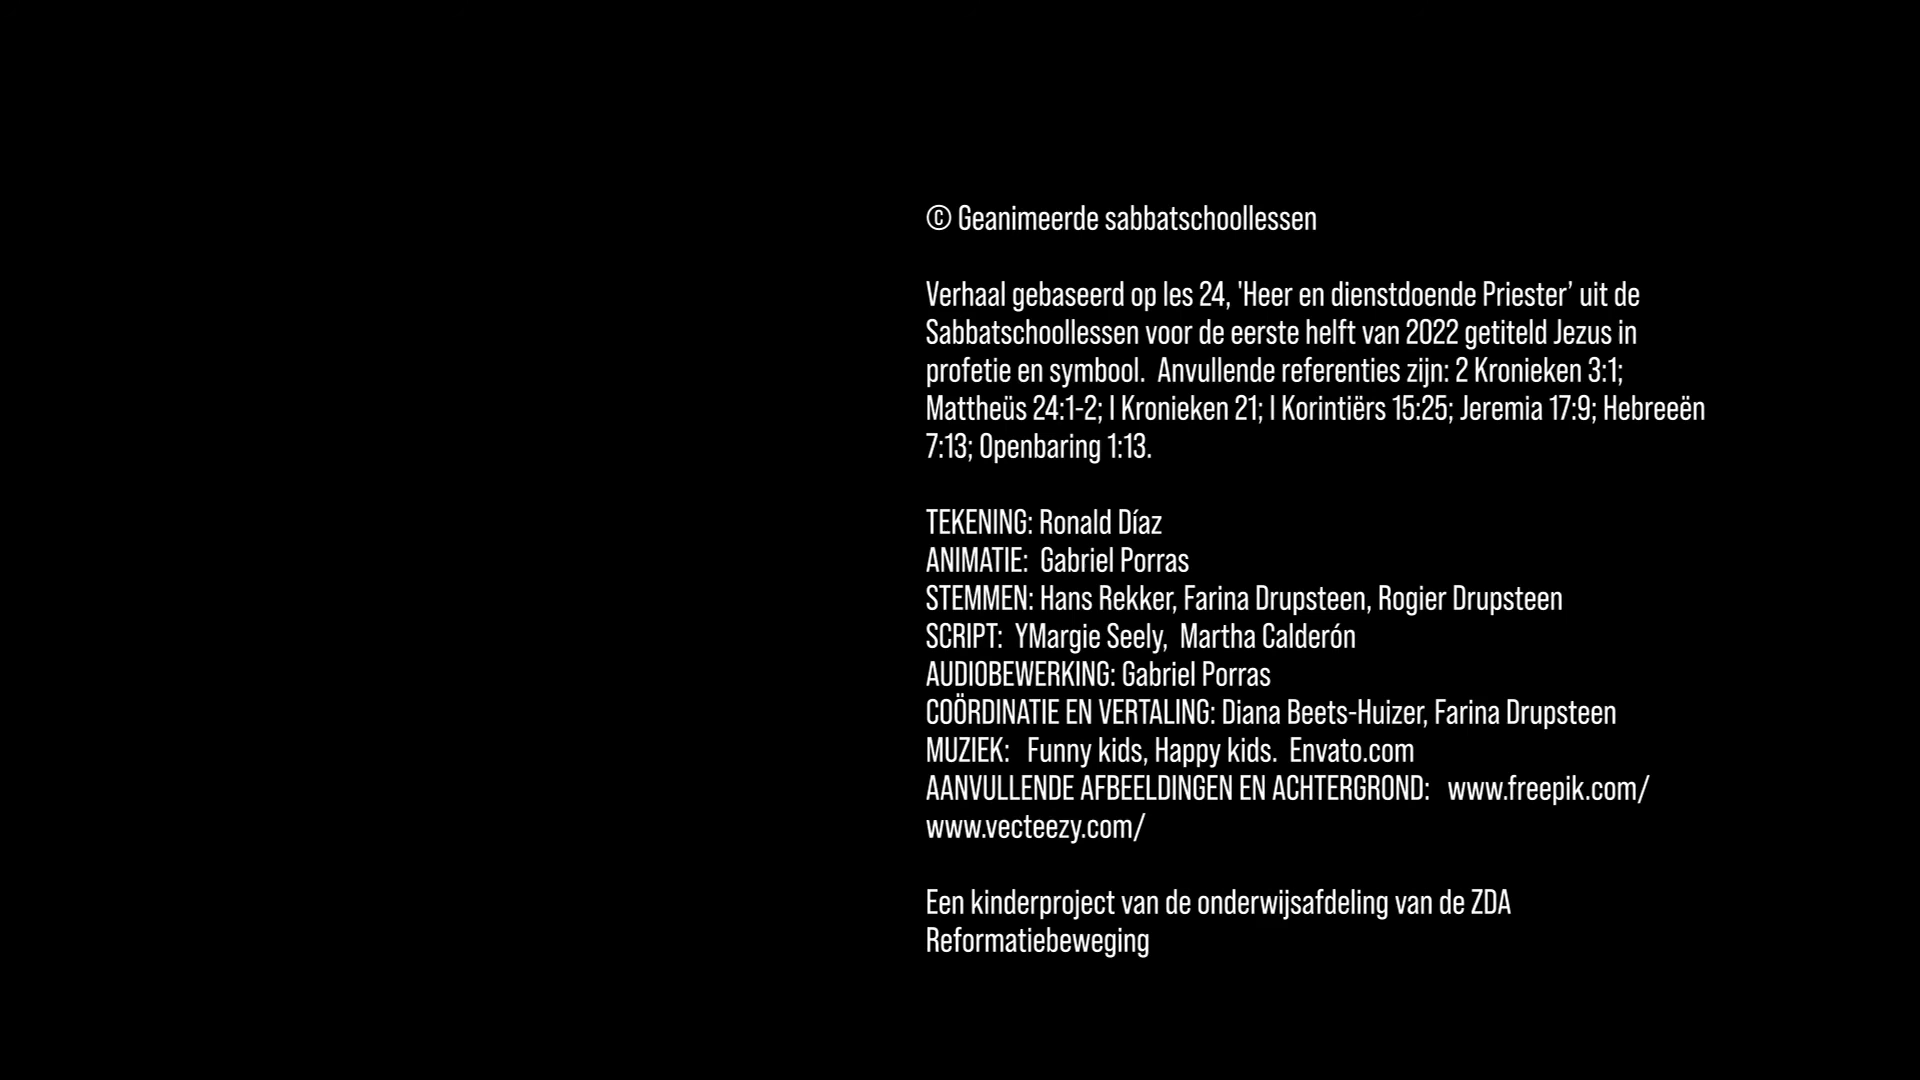 © Geanimeerde sabbatschoollessen
Verhaal gebaseerd op les 24, 'Heer en dienstdoende Priester’ uit de
Sabbatschoollessen voor de eerste helft van 2022 getiteld Jezus in
profetie en symbool.  Anvullende referenties zijn: 2 Kronieken 3:1;
Mattheüs 24:1-2; I Kronieken 21; I Korintiërs 15:25; Jeremia 17:9; Hebreeën
7:13; Openbaring 1:13.
TEKENING: Ronald Díaz
ANIMATIE:  Gabriel Porras
STEMMEN: Hans Rekker, Farina Drupsteen, Rogier Drupsteen
SCRIPT:  YMargie Seely,  Martha Calderón
AUDIOBEWERKING: Gabriel Porras
COÖRDINATIE EN VERTALING: Diana Beets-Huizer, Farina Drupsteen
MUZIEK:   Funny kids, Happy kids.  Envato.com
AANVULLENDE AFBEELDINGEN EN ACHTERGROND:   www.freepik.com/
www.vecteezy.com/
Een kinderproject van de onderwijsafdeling van de ZDA
Reformatiebeweging